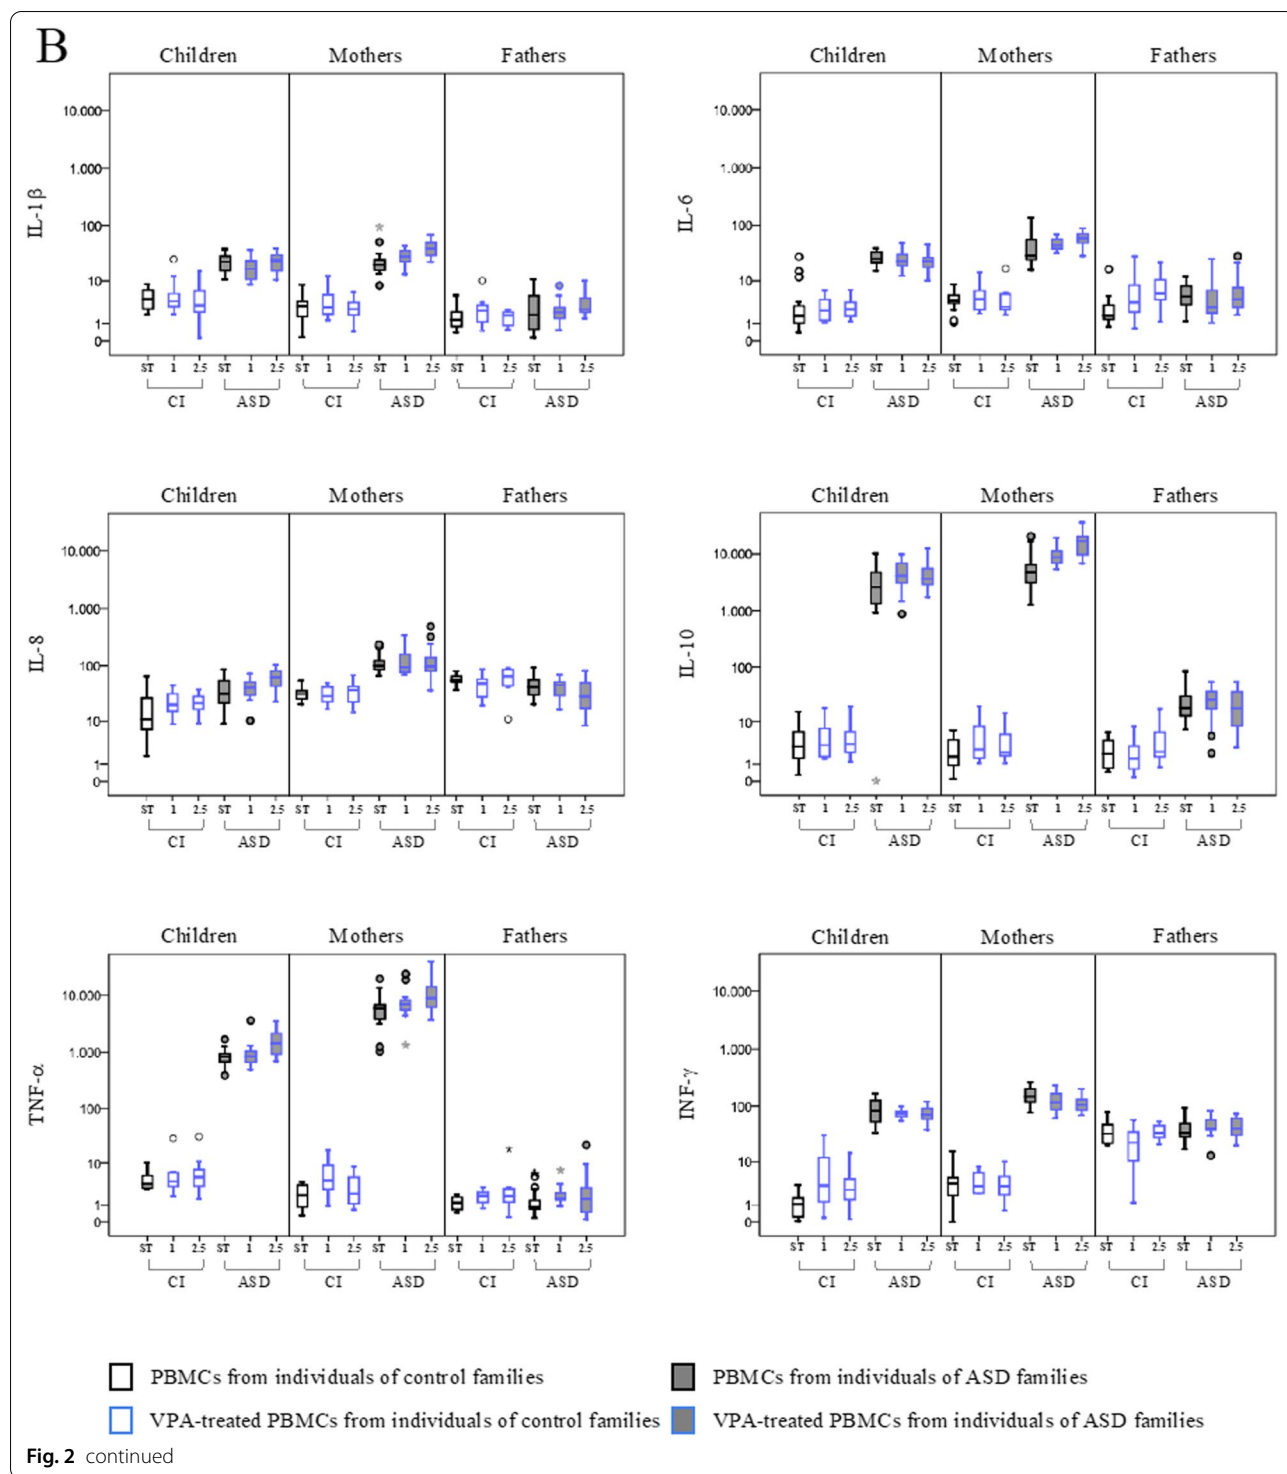 B
Children Mothers Fathers
IL-1β
10.000
1.000
100
10
1
0
ST 1 2.5 ST 1 2.5 ST 1 2.5 ST 1 2.5 ST 1 2.5 ST 1 2.5
CI ASD CI ASD CI ASD
Children Mothers Fathers
IL-6
10.000
1.000
100
10
1
0
ST 1 2.5 ST 1 2.5 ST 1 2.5 ST 1 2.5 ST 1 2.5 ST 1 2.5
CI ASD CI ASD CI ASD
Children Mothers Fathers
IL-8
10.000
1.000
100
10
1
0
ST 1 2.5 ST 1 2.5 ST 1 2.5 ST 1 2.5 ST 1 2.5 ST 1 2.5
CI ASD CI ASD CI ASD
Children Mothers Fathers
IL-10
10.000
1.000
100
10
1
0
ST 1 2.5 ST 1 2.5 ST 1 2.5 ST 1 2.5 ST 1 2.5 ST 1 2.5
CI ASD CI ASD CI ASD
Children Mothers Fathers
TNF-α
10.000
1.000
100
10
1
0
ST 1 2.5 ST 1 2.5 ST 1 2.5 ST 1 2.5 ST 1 2.5 ST 1 2.5
CI ASD CI ASD CI ASD
Children Mothers Fathers
INF-γ
10.000
1.000
100
10
1
0
ST 1 2.5 ST 1 2.5 ST 1 2.5 ST 1 2.5 ST 1 2.5 ST 1 2.5
CI ASD CI ASD CI ASD
PBMCs from individuals of control families
PBMCs from individuals of ASD families
VPA-treated PBMCs from individuals of control families
VPA-treated PBMCs from individuals of ASD families
Fig. 2 continued